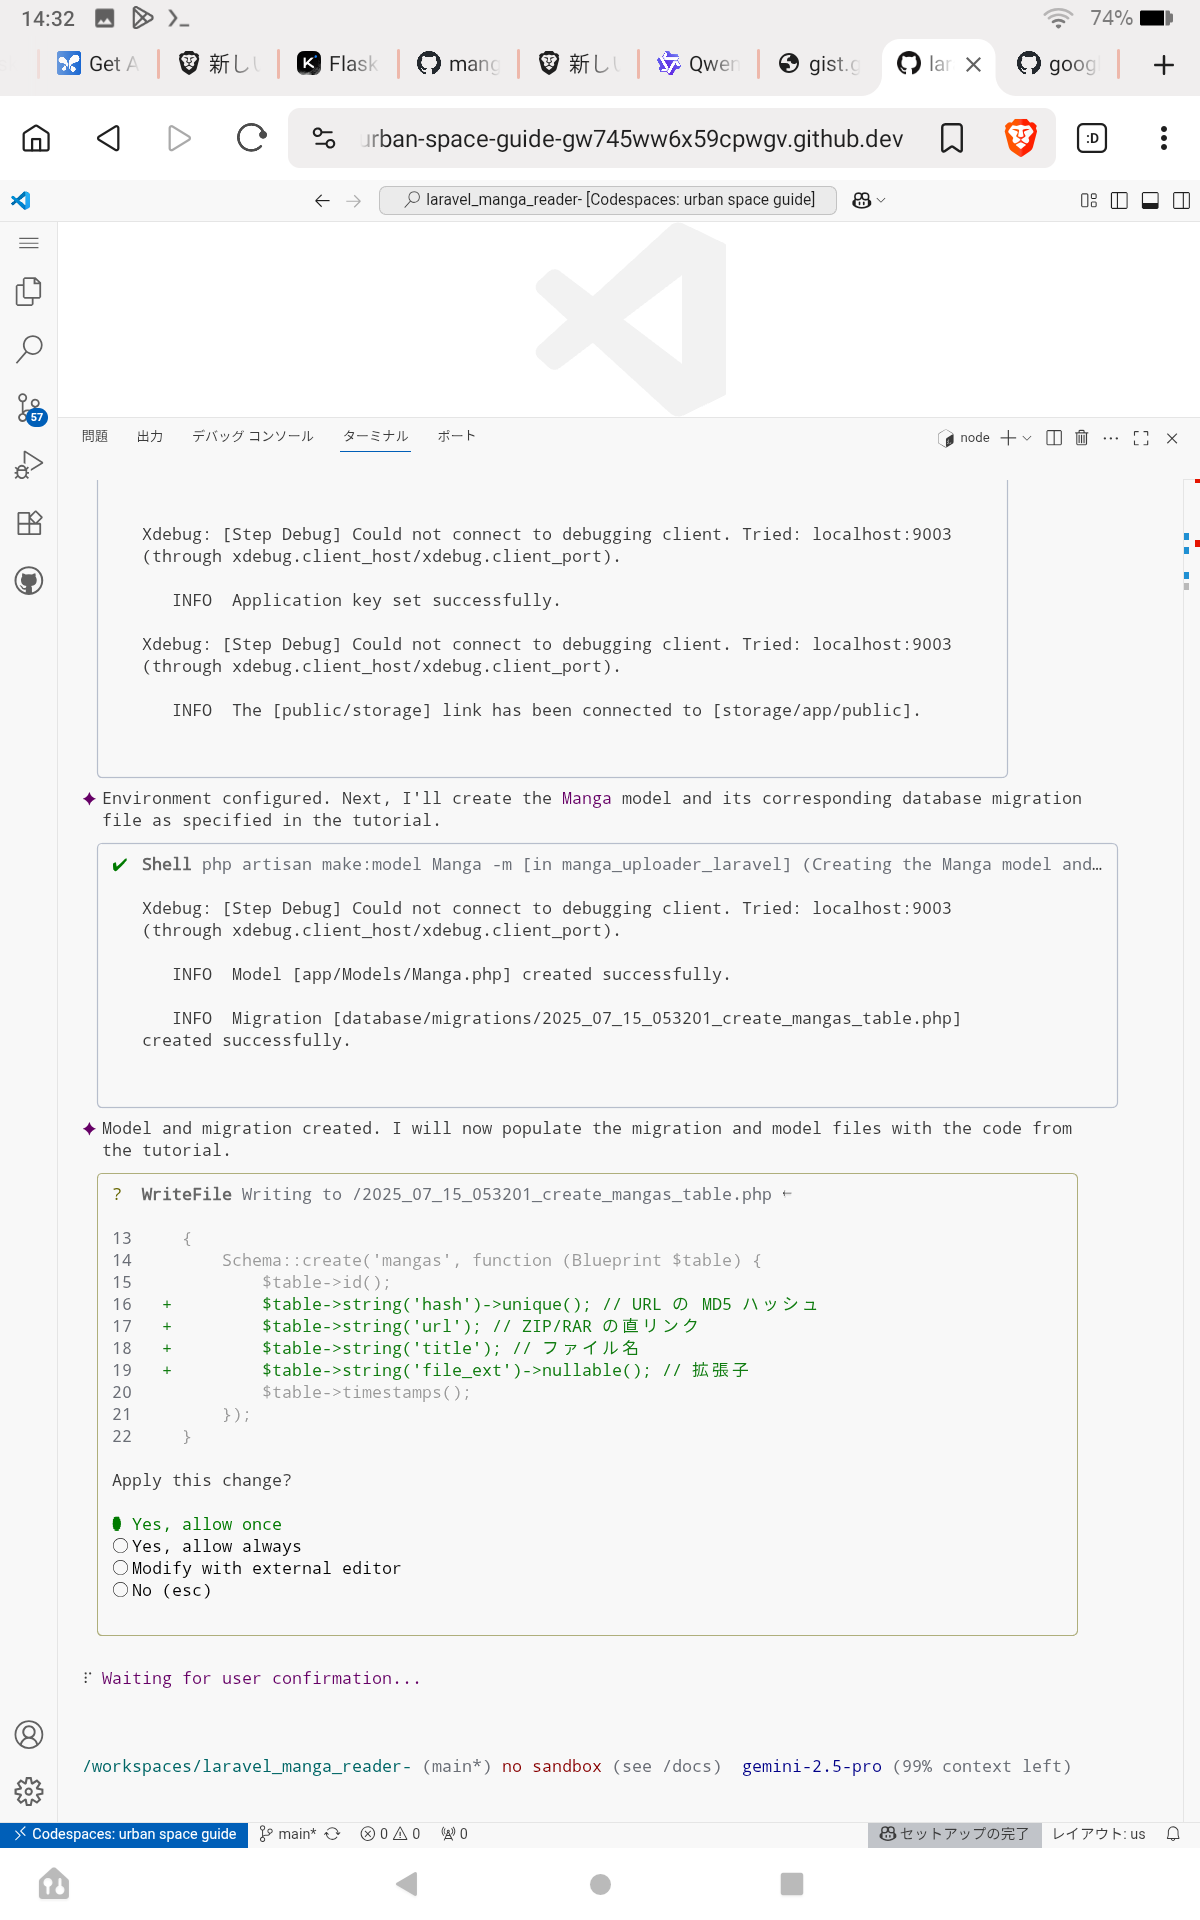 14:32
74%
Get A
新しい
Flask
mang
新しい
Qwen
gist.g
lar
goog
urban-space-guide-gw745ww6x59cpwgv.github.dev
:D
laravel_manga_reader- [Codespaces: urban space guide]
57
問題 出力 デバッグ コンソール ターミナル ポート
node
Xdebug: [Step Debug] Could not connect to debugging client. Tried: localhost:9003
(through xdebug.client_host/xdebug.client_port).
INFO Application key set successfully.
Xdebug: [Step Debug] Could not connect to debugging client. Tried: localhost:9003
(through xdebug.client_host/xdebug.client_port).
INFO The [public/storage] link has been connected to [storage/app/public].
Environment configured. Next, I'll create the Manga model and its corresponding database migration
file as specified in the tutorial.
✔ Shell php artisan make:model Manga -m [in manga_uploader_laravel] (Creating the Manga model and…
Xdebug: [Step Debug] Could not connect to debugging client. Tried: localhost:9003
(through xdebug.client_host/xdebug.client_port).
INFO Model [app/Models/Manga.php] created successfully.
INFO Migration [database/migrations/2025_07_15_053201_create_mangas_table.php]
created successfully.
Model and migration created. I will now populate the migration and model files with the code from
the tutorial.
? WriteFile Writing to /2025_07_15_053201_create_mangas_table.php ←
13 {
14 Schema::create('mangas', function (Blueprint $table) {
15 $table->id();
16 + $table->string('hash')->unique(); // URL の MD5 ハッシュ
17 + $table->string('url'); // ZIP/RAR の直リンク
18 + $table->string('title'); // ファイル名
19 + $table->string('file_ext')->nullable(); // 拡張子
20 $table->timestamps();
21 });
22 }
Apply this change?
Yes, allow once
Yes, allow always
Modify with external editor
No (esc)
Waiting for user confirmation...
/workspaces/laravel_manga_reader- (main*) no sandbox (see /docs) gemini-2.5-pro (99% context left)
Codespaces: urban space guide main* 0 0 0 セットアップの完了 レイアウト: us